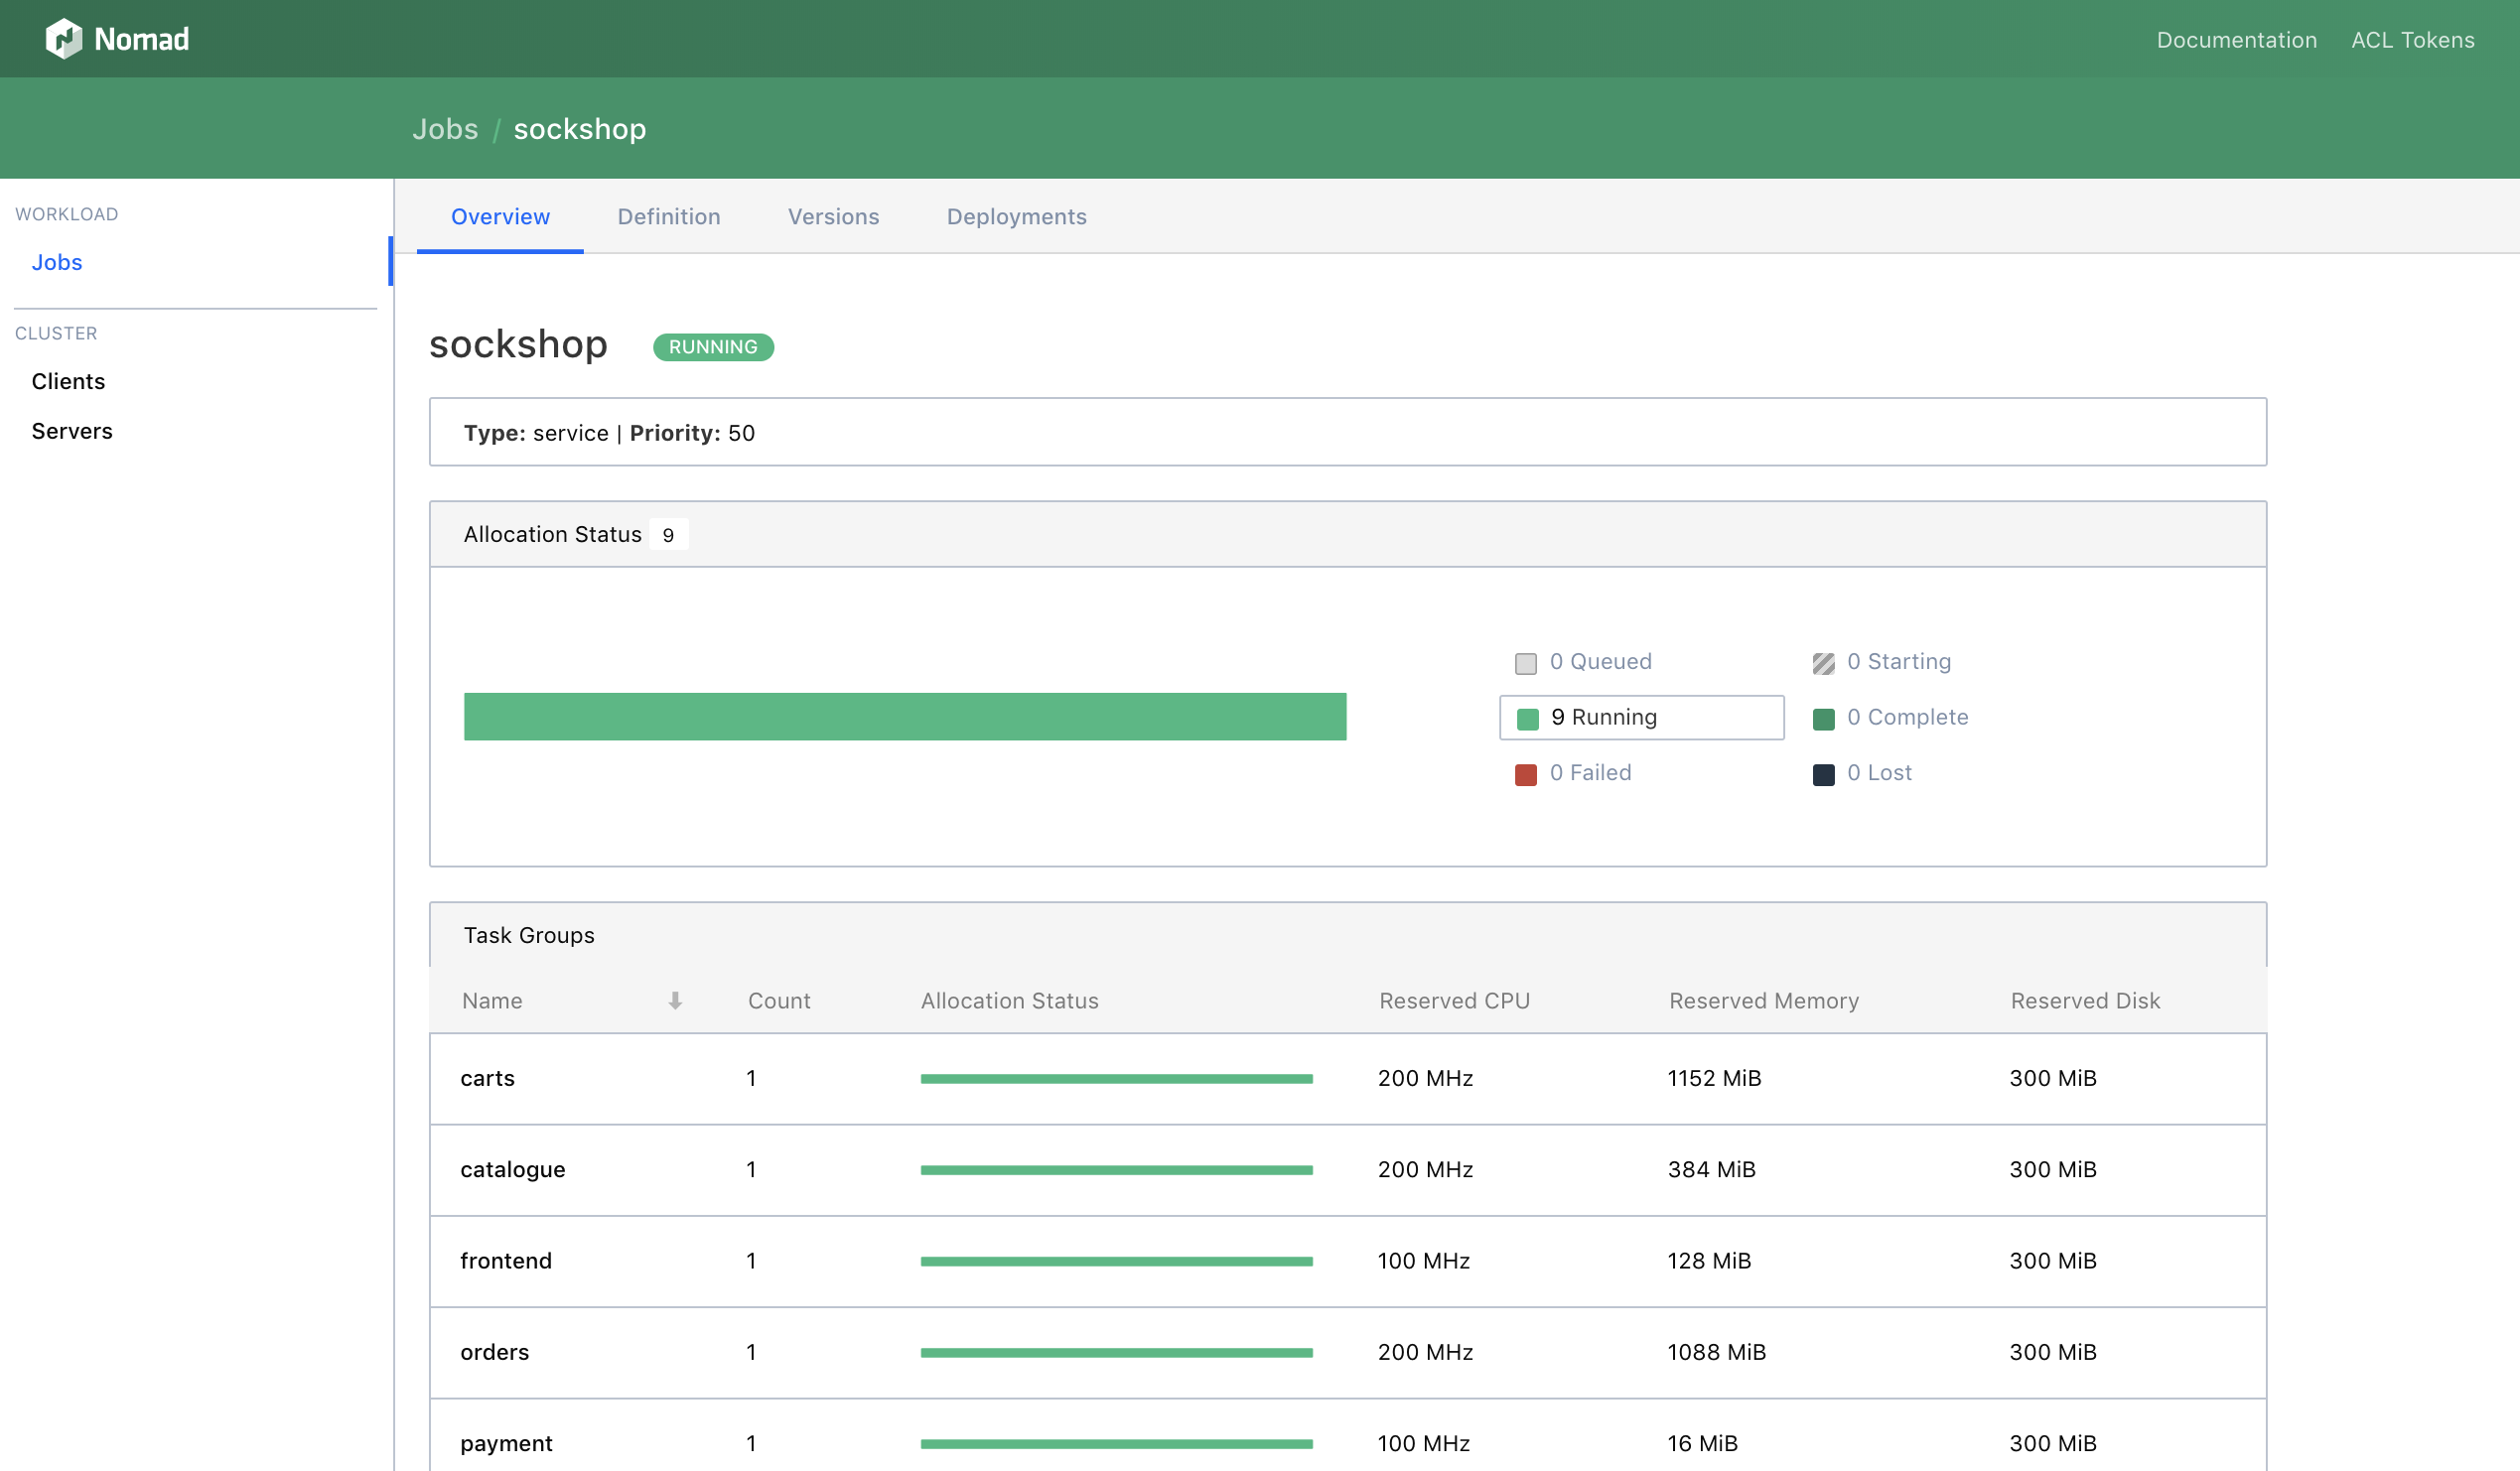 Nomad
Documentation ACL Tokens
Jobs / sockshop
WORKLOAD
Jobs
CLUSTER
Clients
Servers
Overview Definition Versions Deployments
sockshop RUNNING
Type: service | Priority: 50
Allocation Status 9
0 Queued 0 Starting
9 Running 0 Complete
0 Failed 0 Lost
Task Groups
Name Count Allocation Status Reserved CPU Reserved Memory Reserved Disk
carts 1 200 MHz 1152 MiB 300 MiB
catalogue 1 200 MHz 384 MiB 300 MiB
frontend 1 100 MHz 128 MiB 300 MiB
orders 1 200 MHz 1088 MiB 300 MiB
payment 1 100 MHz 16 MiB 300 MiB